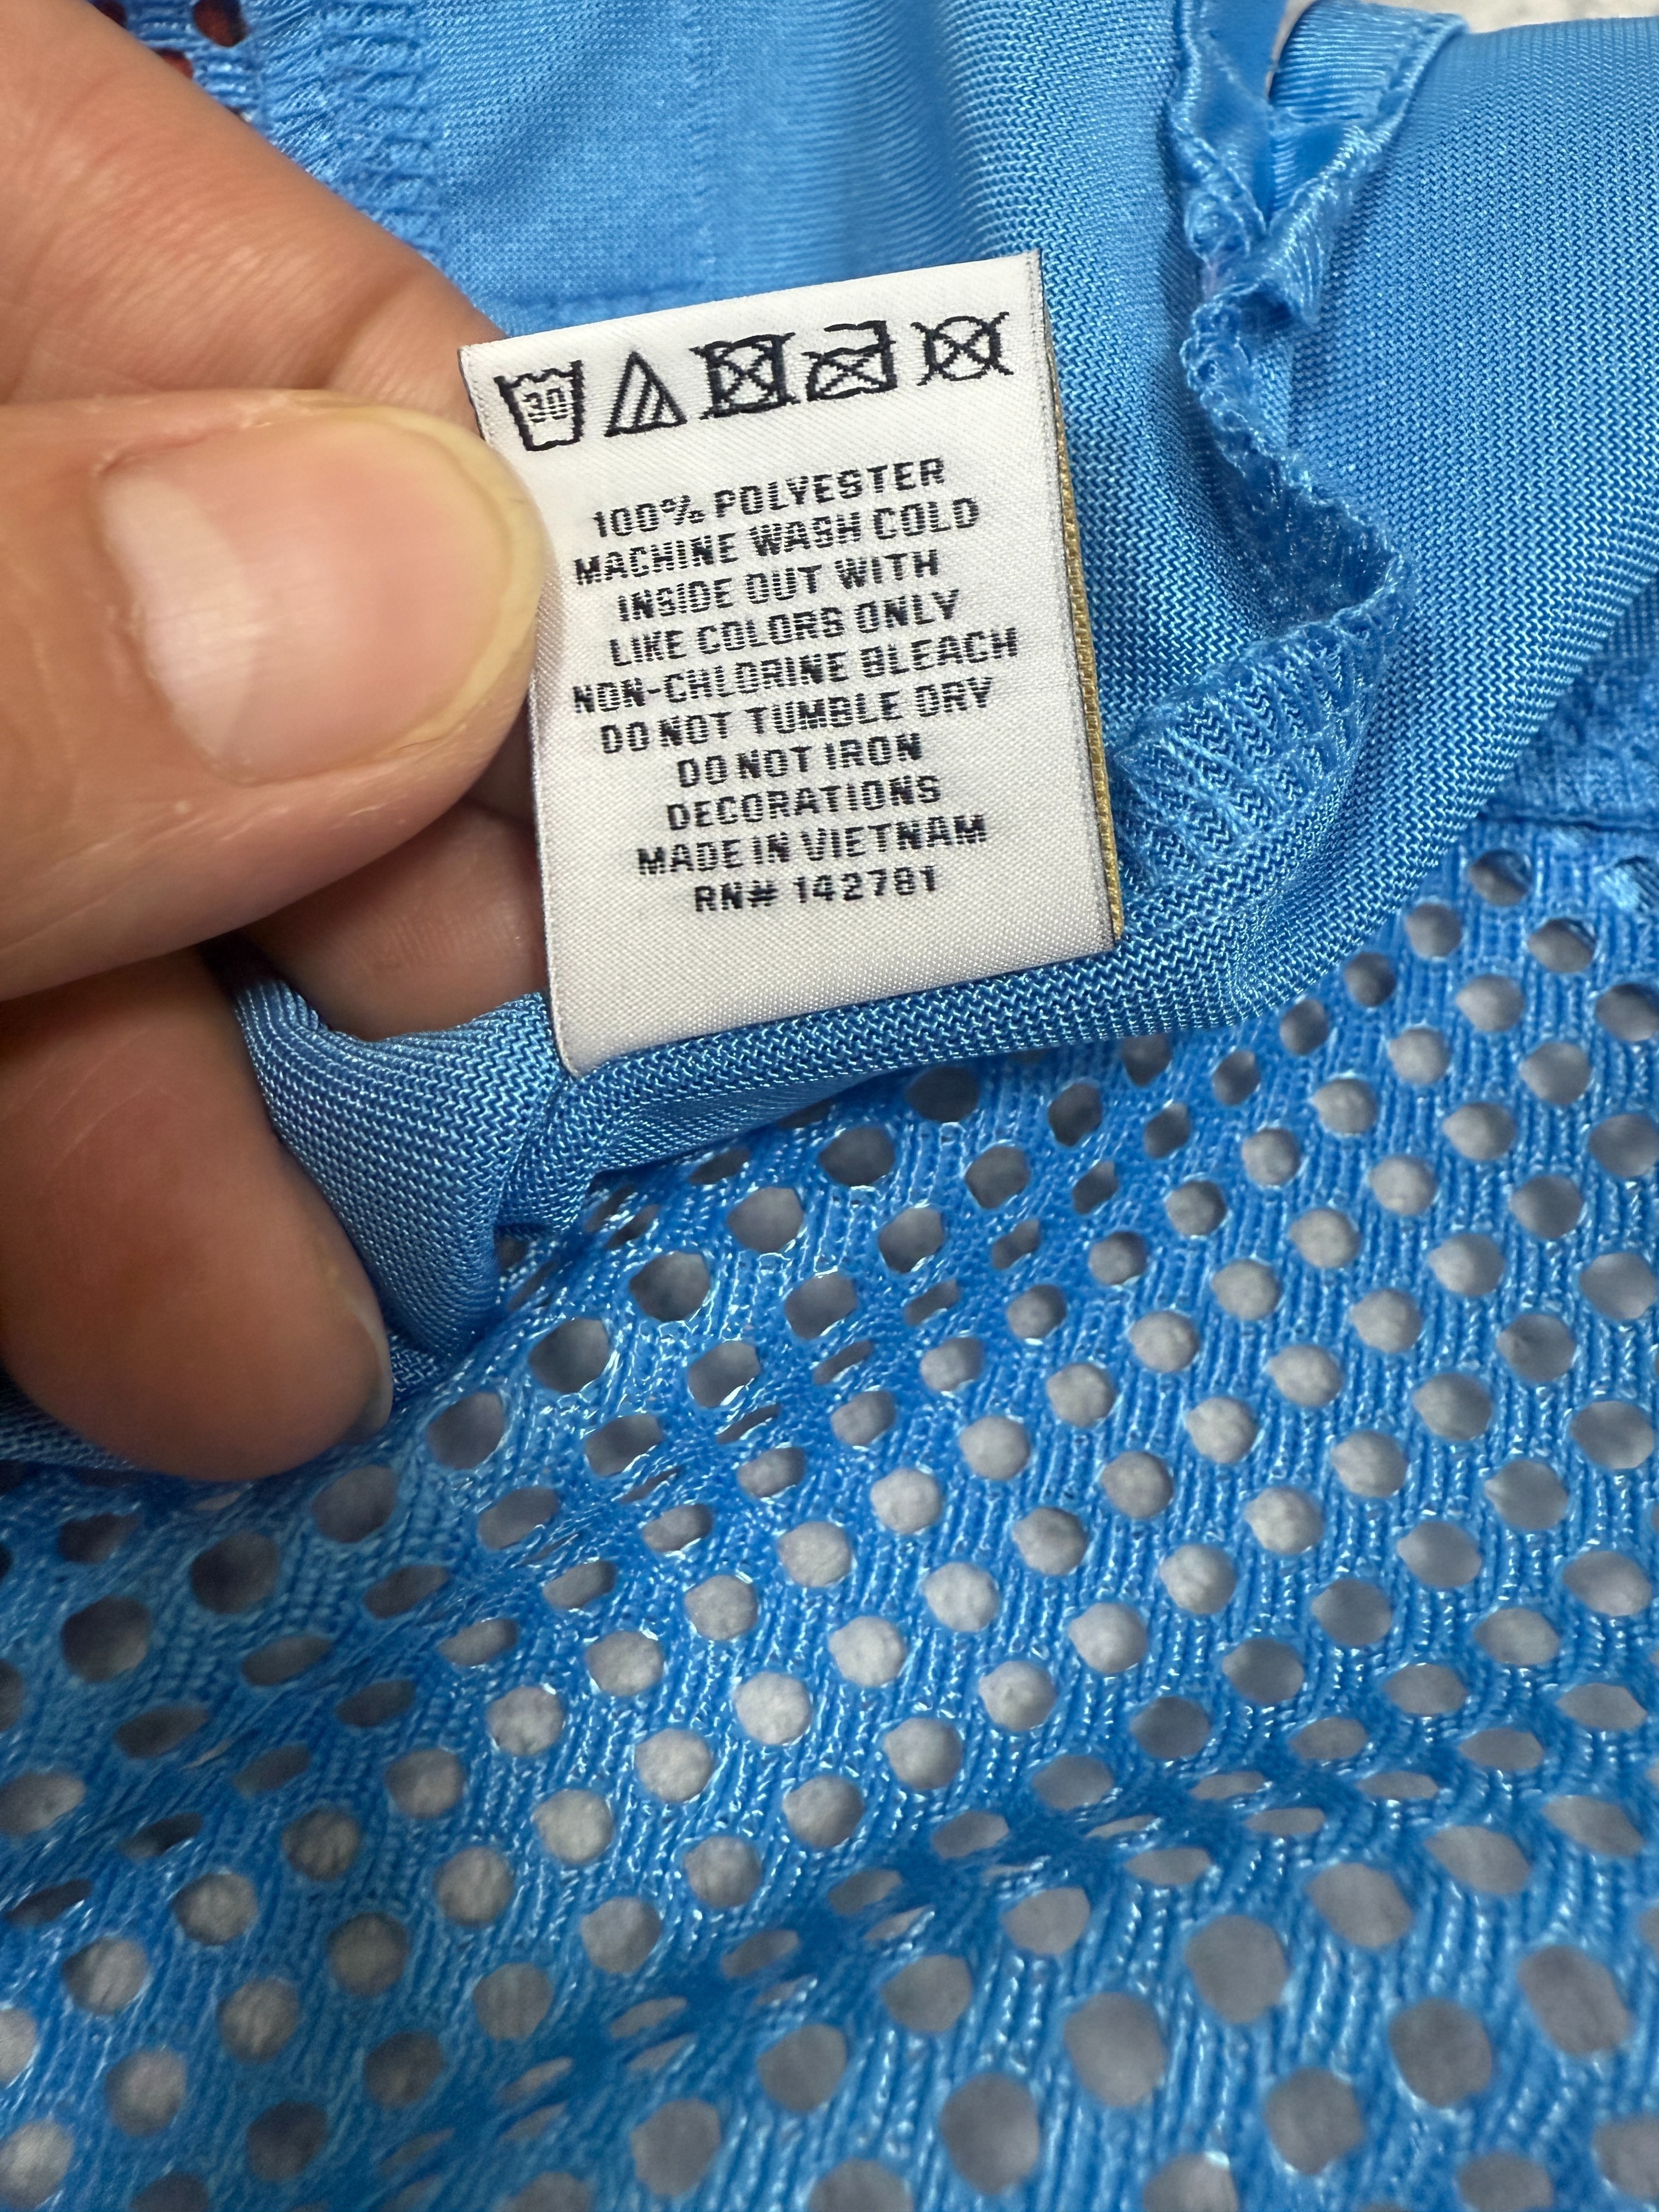 30
100% POLYESTER
MACHINE WASH COLD
INSIDE OUT WITH
LIKE COLORS ONLY
NON-CHLORINE BLEACH
DO NOT TUMBLE DRY
DO NOT IRON
DECORATIONS
MADE IN VIETNAM
RN# 142781